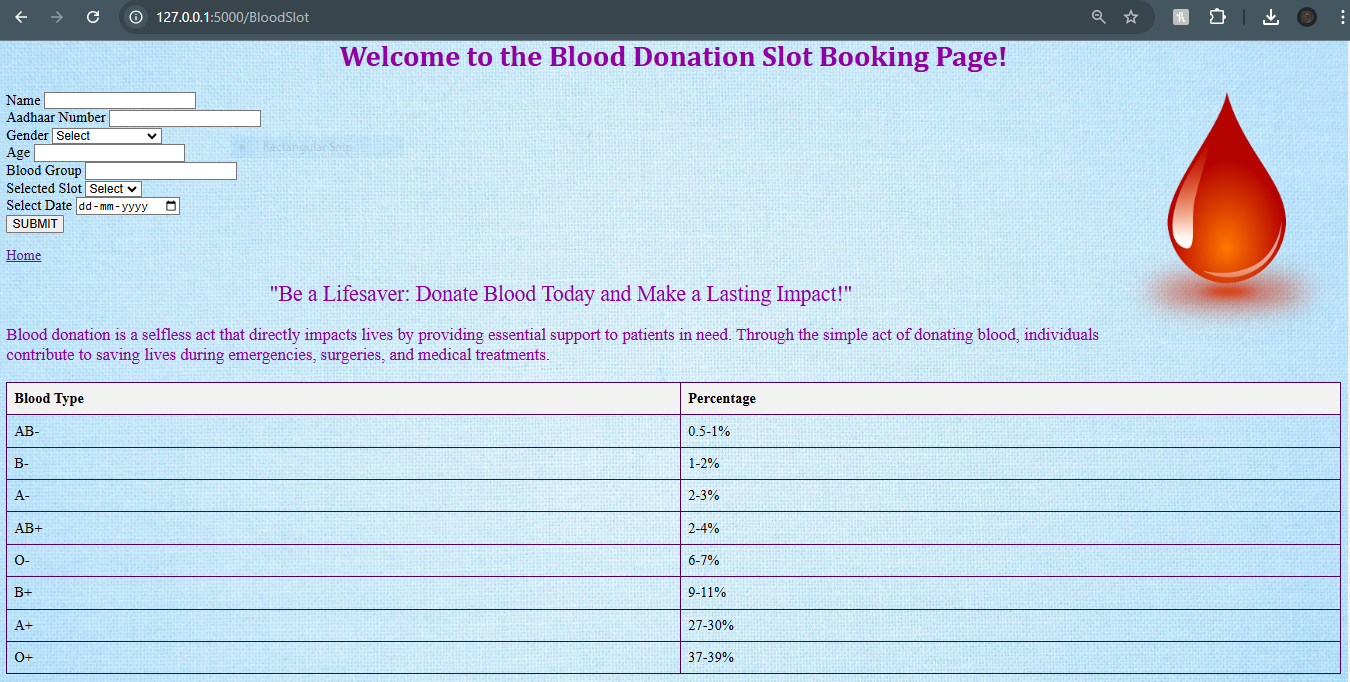 127.0.0.1:5000/BloodSlot
Welcome to the Blood Donation Slot Booking Page!
Name
Aadhaar Number
Gender Select
Rectangular Snip
Age
Blood Group
Selected Slot Select
Select Date dd-mm-yyyy
SUBMIT
Home
"Be a Lifesaver: Donate Blood Today and Make a Lasting Impact!"
Blood donation is a selfless act that directly impacts lives by providing essential support to patients in need. Through the simple act of donating blood, individuals
contribute to saving lives during emergencies, surgeries, and medical treatments.
Blood Type Percentage
AB- 0.5-1%
B- 1-2%
A- 2-3%
AB+ 2-4%
O- 6-7%
B+ 9-11%
A+ 27-30%
O+ 37-39%